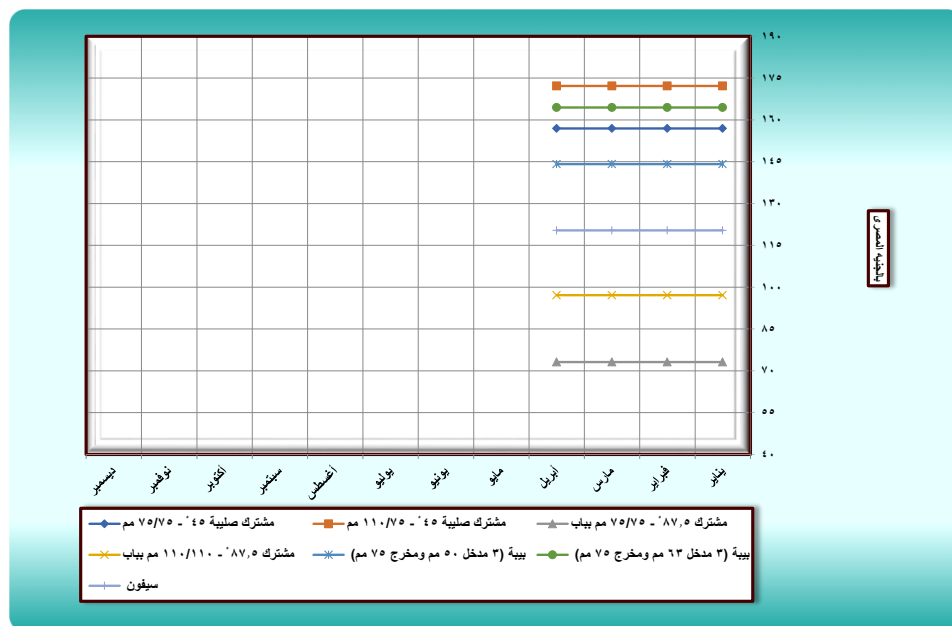 ١٩٠
١٧٥
١٦٠
١٤٥
١٣٠
١١٥
١٠٠
٨٥
٧٠
٥٥
٤٠
بالجنيه المصرى
يناير فبراير مارس أبريل مايو يونيو يوليو أغسطس سبتمبر أكتوبر نوفمبر ديسمبر
مشترك ٨٧,٥˚ - ٧٥/٧٥ مم بباب مشترك صليبة ٤٥˚ - ١١٠/٧٥ مم مشترك صليبة ٤٥˚ - ٧٥/٧٥ مم
بيبة (٣ مدخل ٦٣ مم ومخرج ٧٥ مم) بيبة (٣ مدخل ٥٠ مم ومخرج ٧٥ مم) مشترك ٨٧,٥˚ - ١١٠/١١٠ مم بباب
سيفون